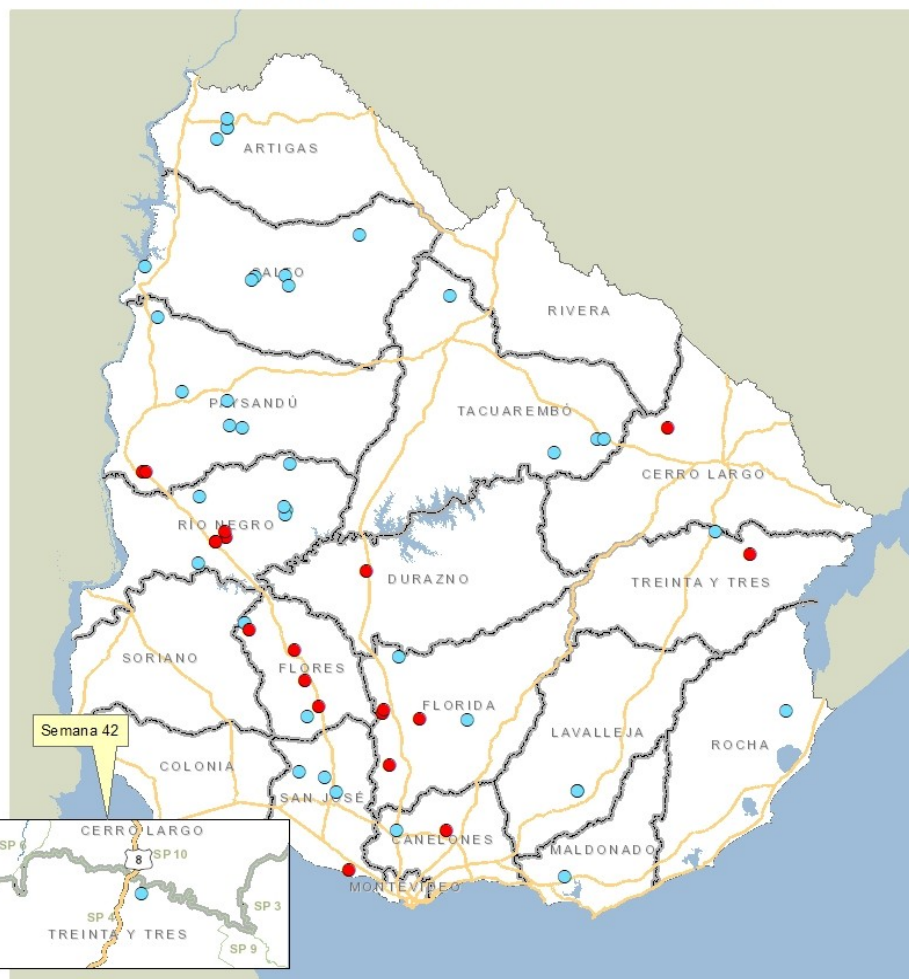 ARTIGAS
SALTO
RIVERA
PAYSANDÚ
TACUAREMBÓ
CERRO LARGO
RÍO NEGRO
DURAZNO
TREINTA Y TRES
SORIANO
FLORES
FLORIDA
LAVALLEJA
Semana 42
ROCHA
COLONIA
SAN JOSÉ
CANELONES
MALDONADO
MONTEVIDEO
CERRO LARGO
SP 6
8
SP 10
SP 4
SP 3
TREINTA Y TRES
SP 9